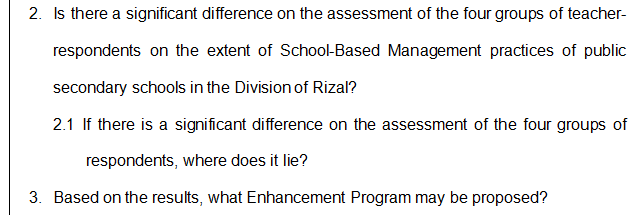 2. Is there a significant difference on the assessment of the four groups of teacher-
respondents on the extent of School-Based Management practices of public
secondary schools in the Division of Rizal?
2.1 If there is a significant difference on the assessment of the four groups of
respondents, where does it lie?
3. Based on the results, what Enhancement Program may be proposed?